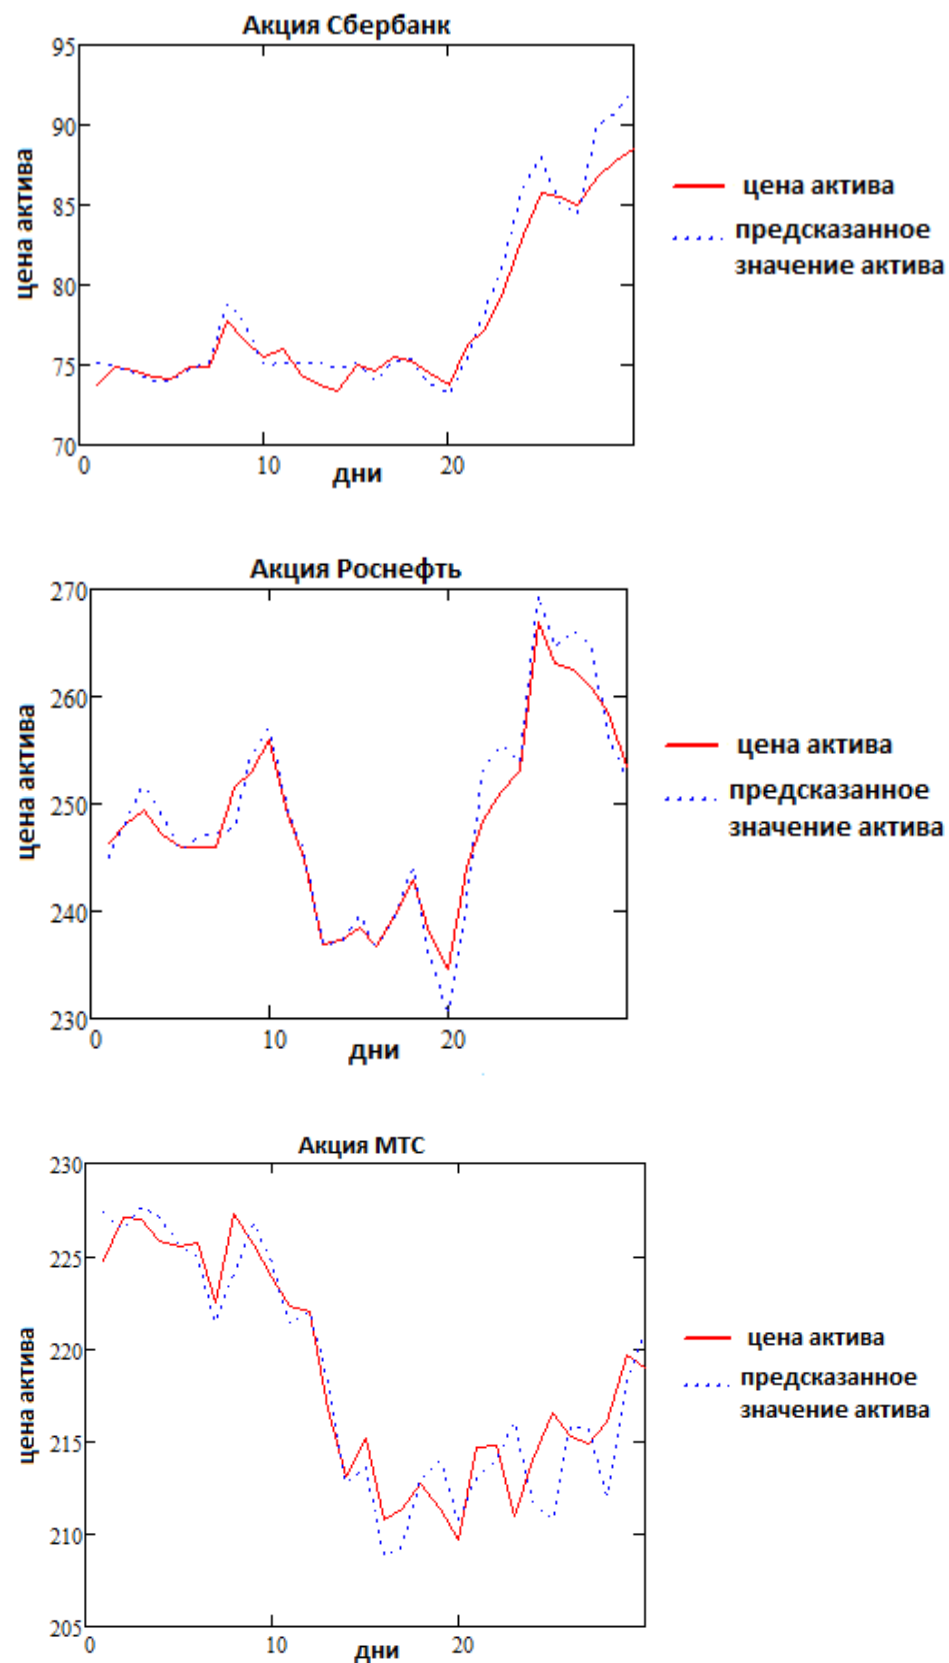 Акция Сбербанк
95
90
85
80
75
70
0
10
20
дни
цена актива
цена актива
предсказанное
значение актива
Акция Роснефть
270
260
250
240
230
0
10
20
дни
цена актива
цена актива
предсказанное
значение актива
Акция МТС
230
225
220
215
210
205
0
10
20
дни
цена актива
цена актива
предсказанное
значение актива